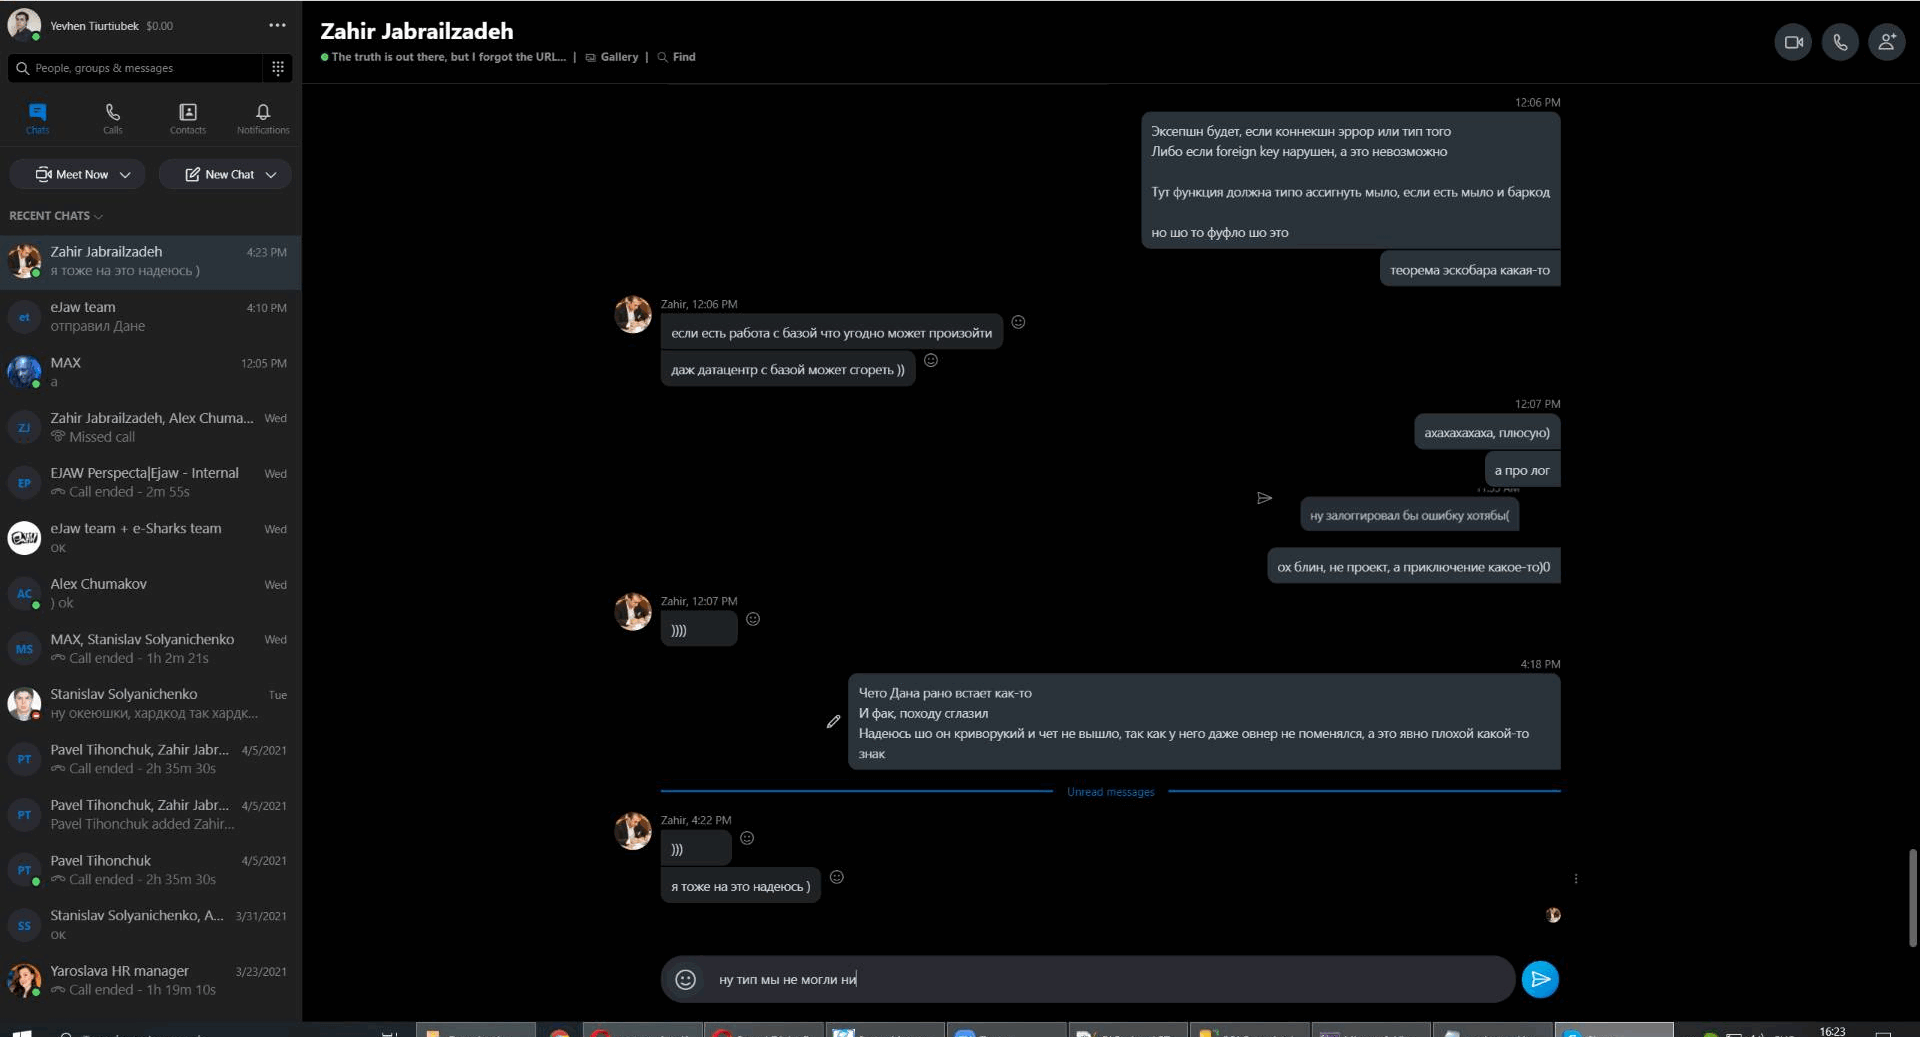 Yevhen Tiurtiubek $0.00
People, groups & messages
Chats
Calls
Contacts
Notifications
Meet Now
New Chat
RECENT CHATS
Zahir Jabrailzadeh 4:23 PM
я тоже на это надеюсь )
et
eJaw team 4:10 PM
отправил Дане
MAX 12:05 PM
а
ZJ
Zahir Jabrailzadeh, Alex Chuma... Wed
Missed call
EP
EJAW Perspecta|Ejaw - Internal Wed
Call ended - 2m 55s
eJaw team + e-Sharks team Wed
ок
AC
Alex Chumakov Wed
) ok
MS
MAX, Stanislav Solyanichenko Wed
Call ended - 1h 2m 21s
Stanislav Solyanichenko Tue
ну океюшки, хардкод так хардк...
PT
Pavel Tihonchuk, Zahir Jabr... 4/5/2021
Call ended - 2h 35m 30s
PT
Pavel Tihonchuk, Zahir Jabr... 4/5/2021
Pavel Tihonchuk added Zahir...
PT
Pavel Tihonchuk 4/5/2021
Call ended - 2h 35m 30s
SS
Stanislav Solyanichenko, A... 3/31/2021
ок
Yaroslava HR manager 3/23/2021
Call ended - 1h 19m 10s
Zahir Jabrailzadeh
The truth is out there, but I forgot the URL... | Gallery | Find
12:06 PM
Эксепшн будет, если коннекшн эррор или тип того
Либо если foreign key нарушен, а это невозможно
Тут функция должна типо ассигнуть мыло, если есть мыло и баркод
но шо то фуфло шо это
теорема эскобара какая-то
Zahir, 12:06 PM
если есть работа с базой что угодно может произойти
даж датацентр с базой может сгореть ))
12:07 PM
ахахахахаха, плюсую)
а про лог
ну залоггировал бы ошибку хотябы(
ох блин, не проект, а приключение какое-то)0
Zahir, 12:07 PM
))))
4:18 PM
Чето Дана рано встает как-то
И фак, походу сглазил
Надеюсь шо он криворукий и чет не вышло, так как у него даже овнер не поменялся, а это явно плохой какой-то
знак
Unread messages
Zahir, 4:22 PM
)))
я тоже на это надеюсь )
ну тип мы не могли ни
16:23